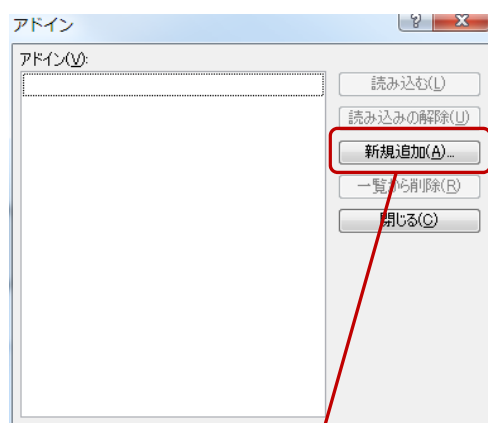 アドイン
アドイン(V):
読み込む(L)
読み込みの解除(U)
新規追加(A)...
一覧から削除(R)
閉じる(C)